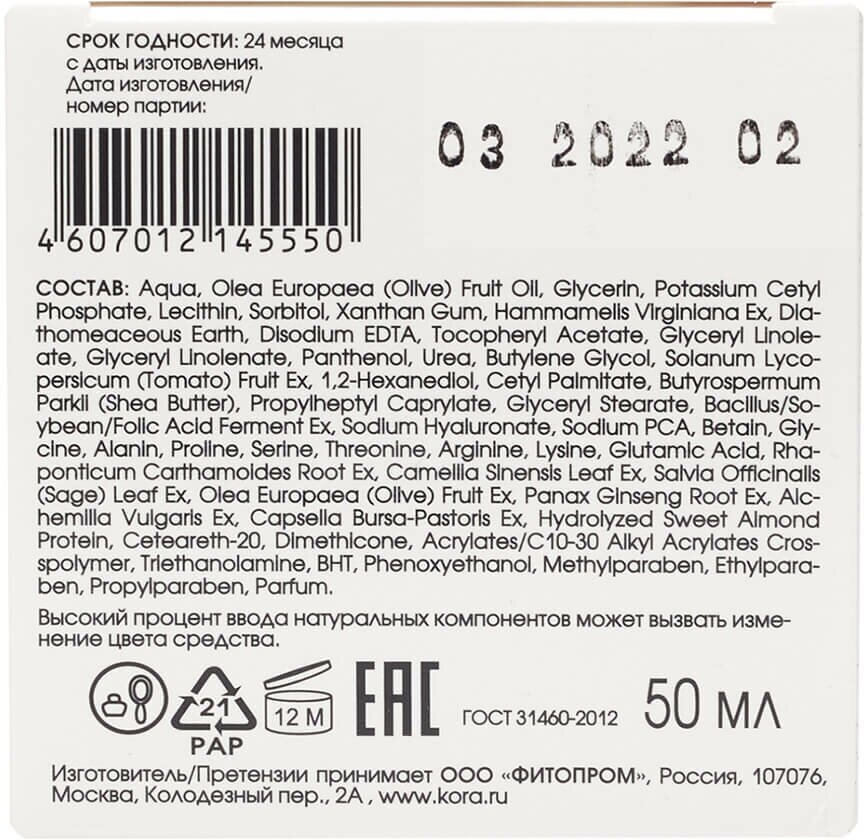 СРОК ГОДНОСТИ: 24 месяца
с даты изготовления.
Дата изготовления/
номер партии:
03 2022 02
4 607012 145550
СОСТАВ: Aqua, Olea Europaea (Olive) Fruit Oil, Glycerin, Potassium Cetyl
Phosphate, Lecithin, Sorbitol, Xanthan Gum, Hammamelis Virginiana Ex, Dia-
thomeaceous Earth, Disodium EDTA, Tocopheryl Acetate, Glyceryl Linole-
ate, Glyceryl Linolenate, Panthenol, Urea, Butylene Glycol, Solanum Lyco-
persicum (Tomato) Fruit Ex, 1,2-Hexanediol, Cetyl Palmitate, Butyrospermum
Parkii (Shea Butter), Propylheptyl Caprylate, Glyceryl Stearate, Bacillus/So-
ybean/Folic Acid Ferment Ex, Sodium Hyaluronate, Sodium PCA, Betain, Gly-
cine, Alanin, Proline, Serine, Threonine, Arginine, Lysine, Glutamic Acid, Rha-
ponticum Carthamoides Root Ex, Camellia Sinensis Leaf Ex, Salvia Officinalis
(Sage) Leaf Ex, Olea Europaea (Olive) Fruit Ex, Panax Ginseng Root Ex, Alc-
hemilla Vulgaris Ex, Capsella Bursa-Pastoris Ex, Hydrolyzed Sweet Almond
Protein, Ceteareth-20, Dimethicone, Acrylates/C10-30 Alkyl Acrylates Cros-
spolymer, Triethanolamine, BHT, Phenoxyethanol, Methylparaben, Ethylpara-
ben, Propylparaben, Parfum.
Высокий процент ввода натуральных компонентов может вызвать изме-
нение цвета средства.
21
PAP
12 М
EAC
ГОСТ 31460-2012
50 МЛ
Изготовитель/Претензии принимает ООО «ФИТОПРОМ», Россия, 107076,
Москва, Колодезный пер., 2А , www.kora.ru